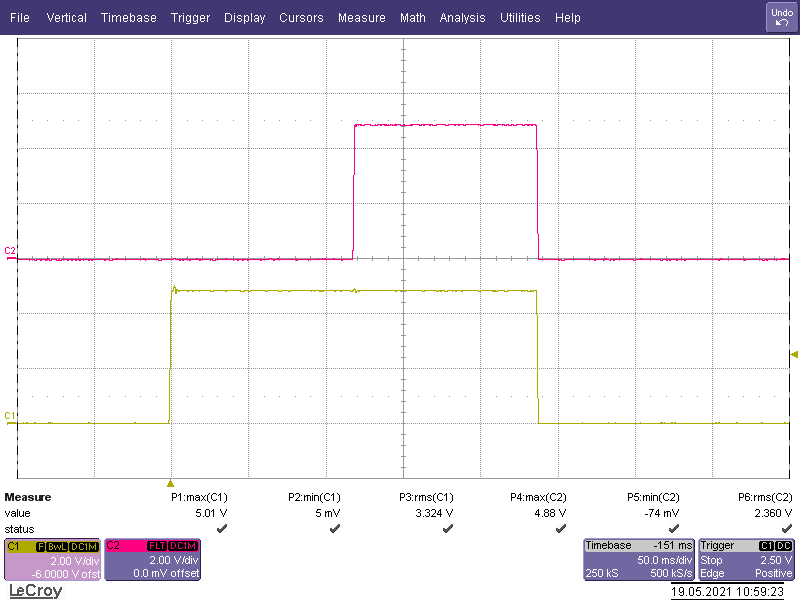 File Vertical Timebase Trigger Display Cursors Measure Math Analysis Utilities Help Undo
C2
C1
Measure P1:max(C1) P2:min(C1) P3:rms(C1) P4:max(C2) P5:min(C2) P6:rms(C2)
value 5.01 V 5 mV 3.324 V 4.88 V -74 mV 2.360 V
status
C1 F BwL DC1M C2 FLT DC1M Timebase -151 ms Trigger C1 DC
2.00 V/div 2.00 V/div 50.0 ms/div Stop 2.50 V
-6.0000 V ofst 0.0 mV offset 250 kS 500 kS/s Edge Positive
LeCroy 19.05.2021 10:59:23